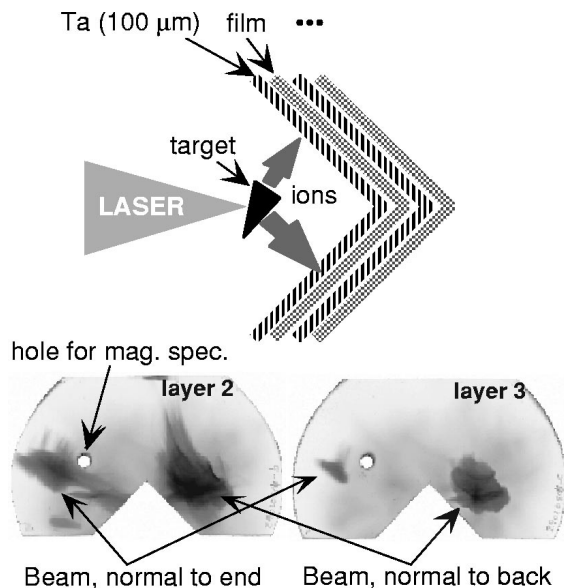 Ta (100 μm) film •••
target
ions
LASER
hole for mag. spec.
layer 2
layer 3
Beam, normal to end
Beam, normal to back